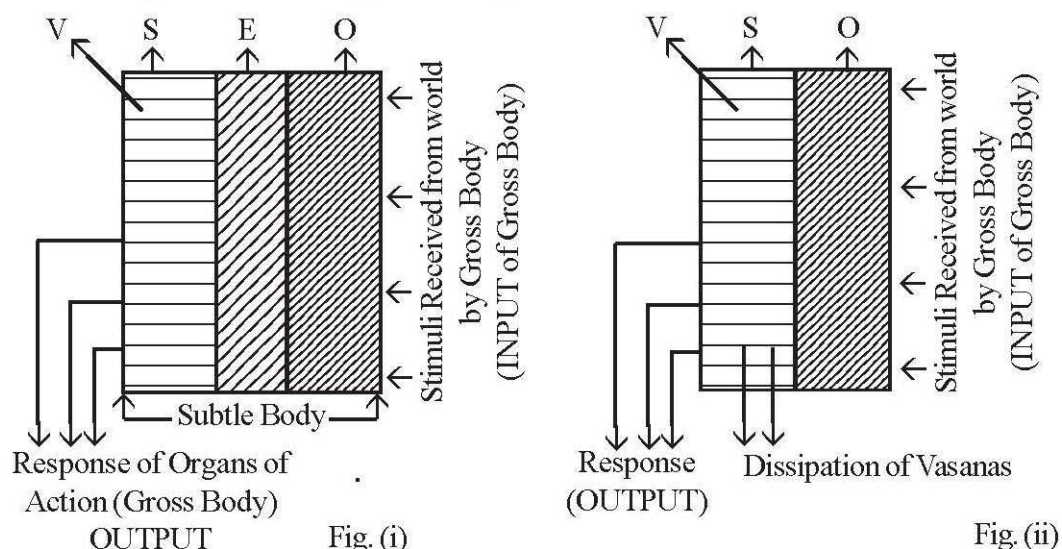 V S E O
Stimuli Received from world
by Gross Body
(INPUT of Gross Body)
Subtle Body
Response of Organs of
Action (Gross Body)
OUTPUT
Fig. (i)
V S O
Stimuli Received from world
by Gross Body
(INPUT of Gross Body)
Response
(OUTPUT)
Dissipation of Vasanas
Fig. (ii)